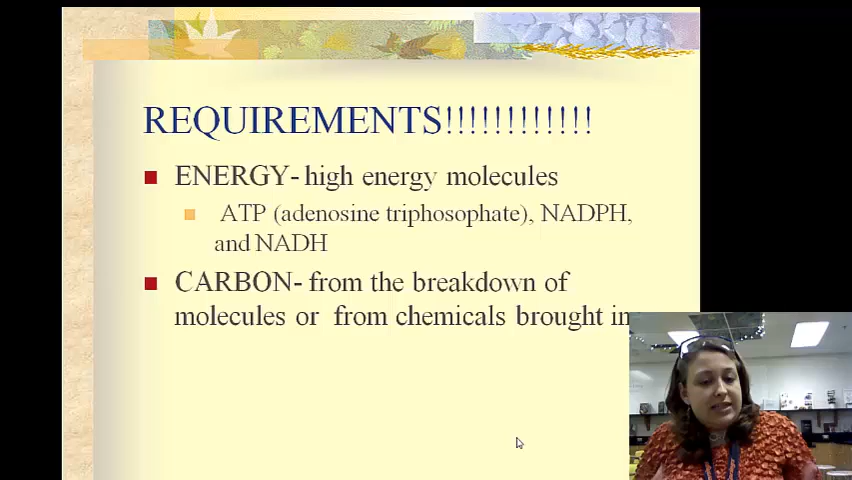 REQUIREMENTS!!!!!!!!!!!!
ENERGY- high energy molecules
ATP (adenosine triphosophate), NADPH,
and NADH
CARBON- from the breakdown of
molecules or from chemicals brought in